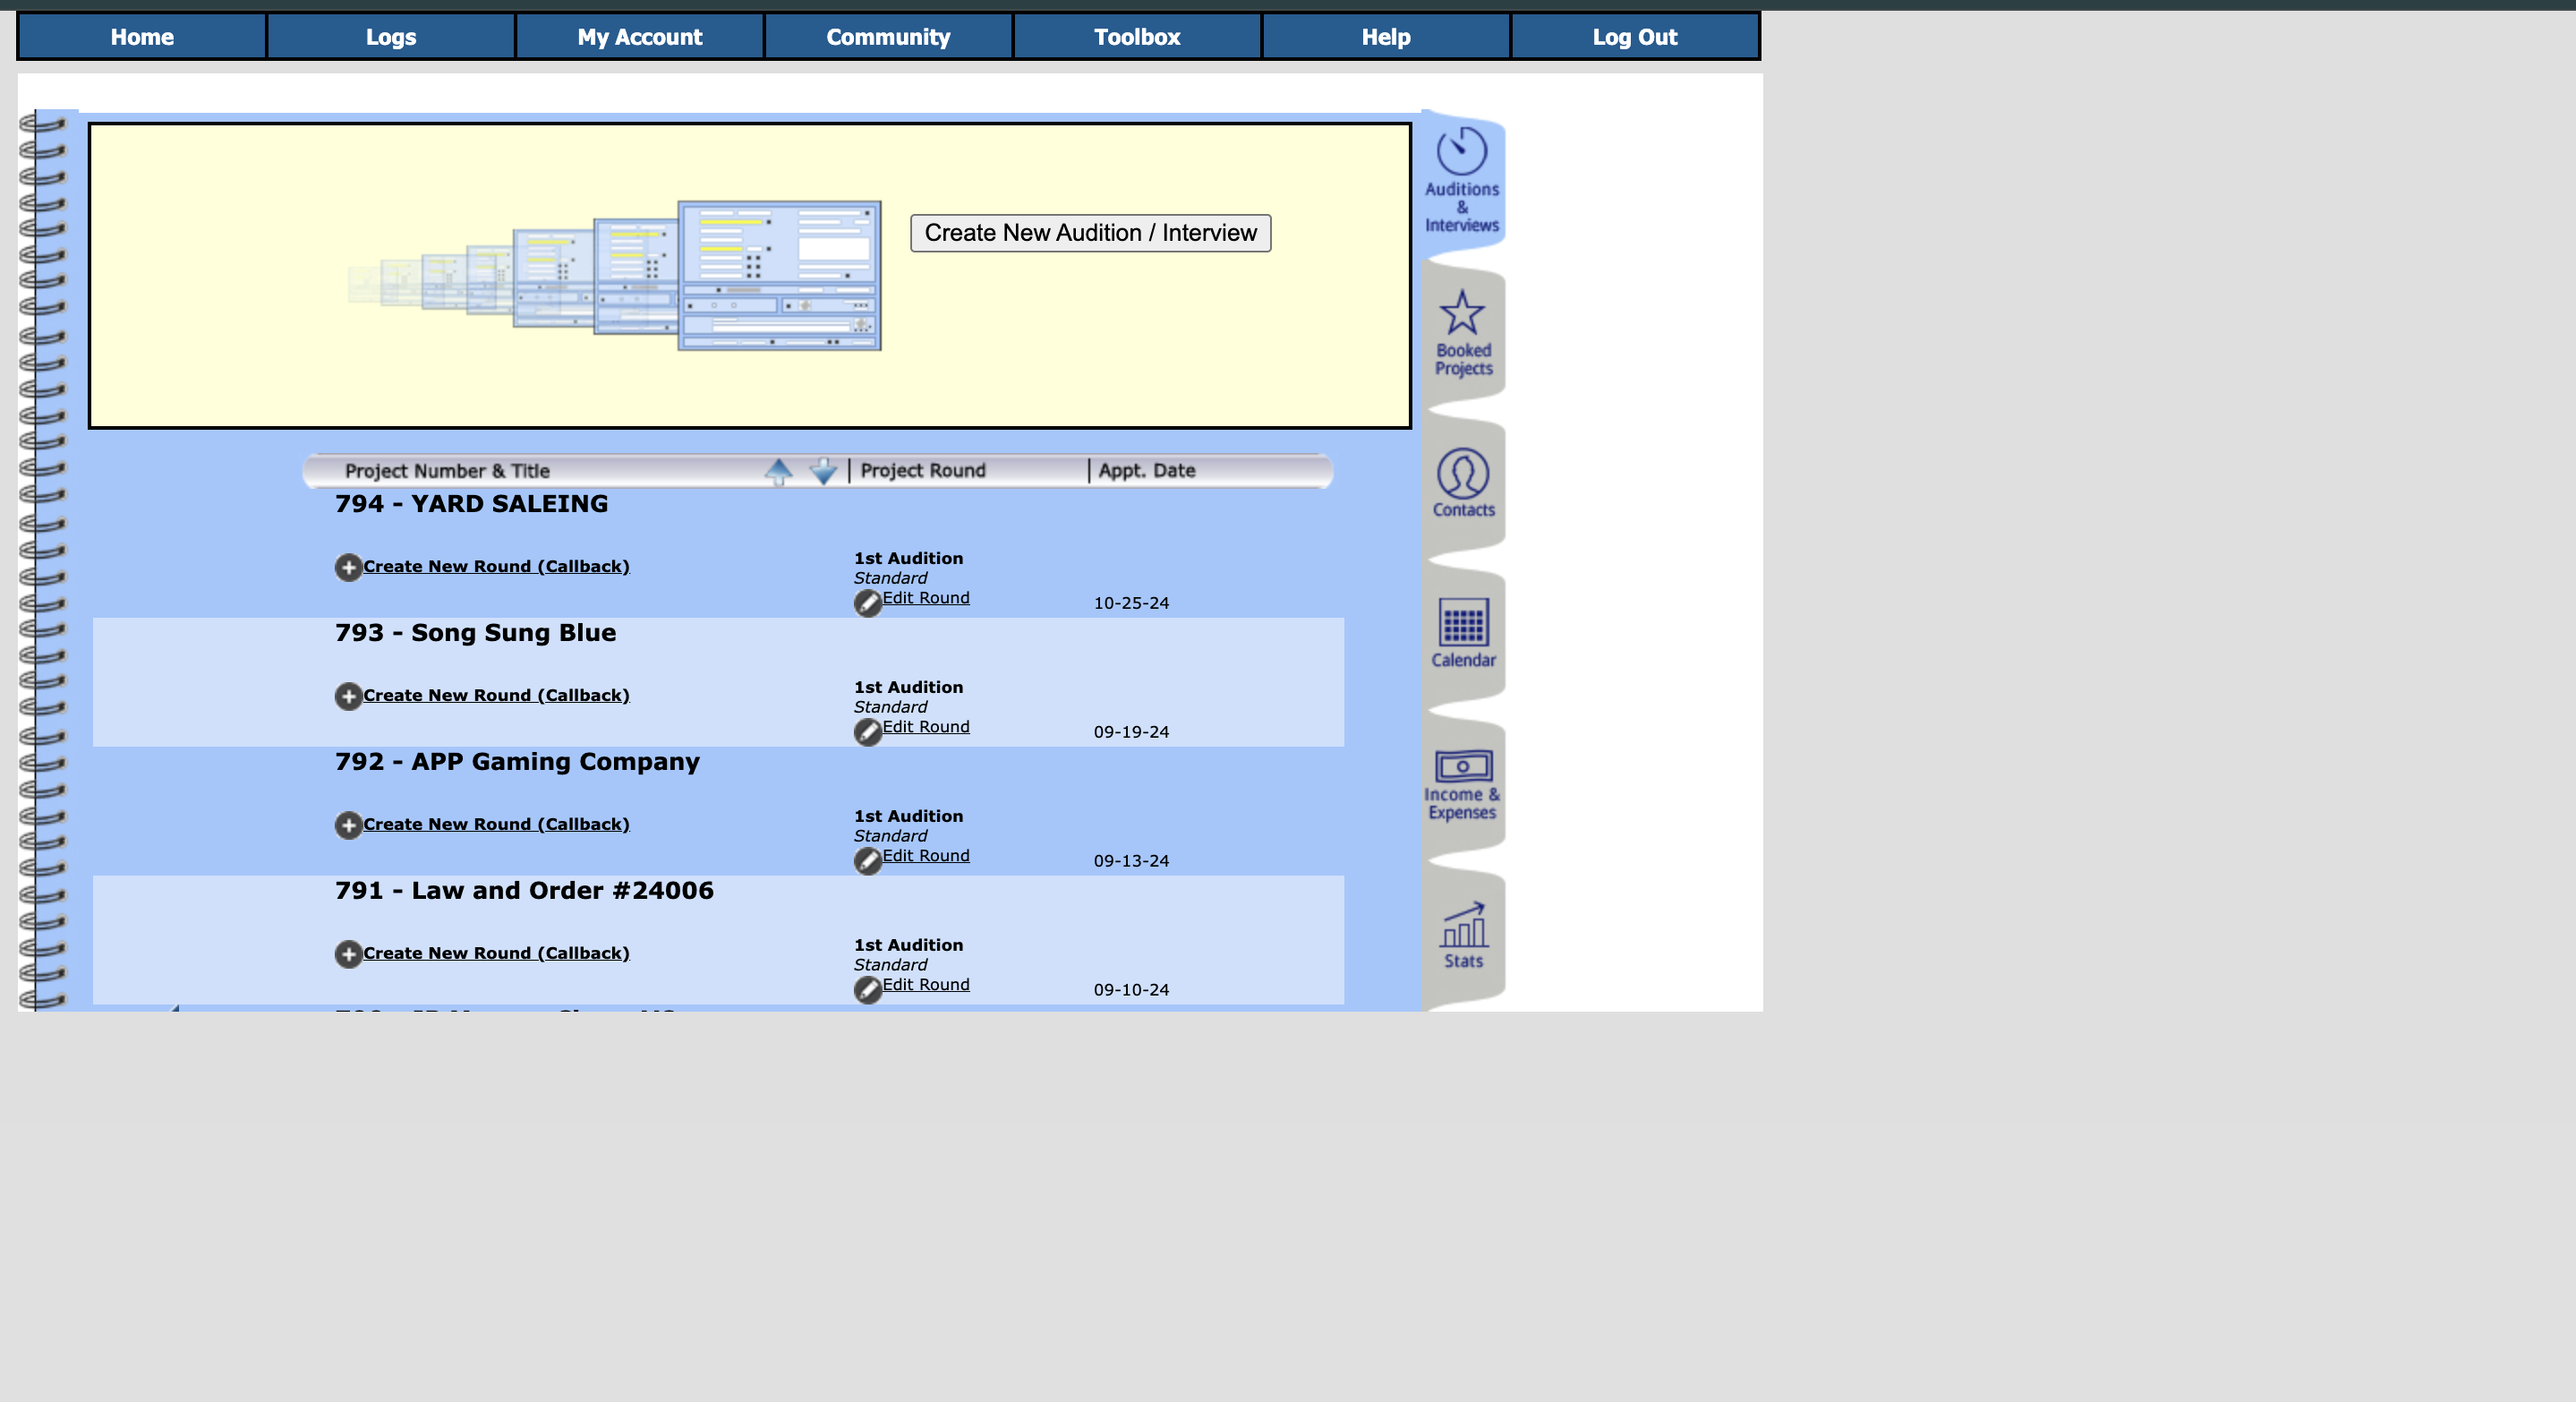 Home Logs My Account Community Toolbox Help Log Out
Create New Audition / Interview
Auditions
&
Interviews
Booked
Projects
Contacts
Calendar
Income &
Expenses
Stats
Project Number & Title | Project Round | Appt. Date
794 - YARD SALEING
Create New Round (Callback)
1st Audition
Standard
Edit Round
10-25-24
793 - Song Sung Blue
Create New Round (Callback)
1st Audition
Standard
Edit Round
09-19-24
792 - APP Gaming Company
Create New Round (Callback)
1st Audition
Standard
Edit Round
09-13-24
791 - Law and Order #24006
Create New Round (Callback)
1st Audition
Standard
Edit Round
09-10-24